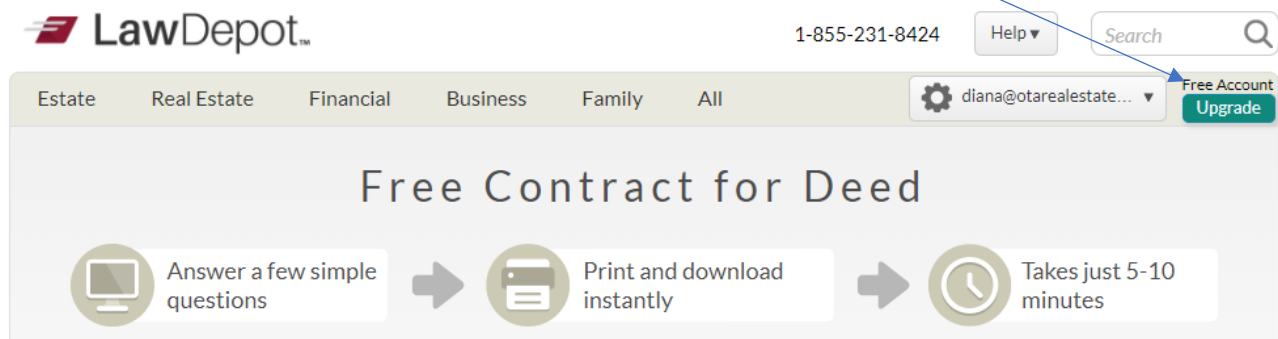 LawDepot™
1-855-231-8424
Help ▾
Search
Estate
Real Estate
Financial
Business
Family
All
diana@otarealestate... ▾
Free Account
Upgrade
Free Contract for Deed
Answer a few simple
questions
Print and download
instantly
Takes just 5-10
minutes